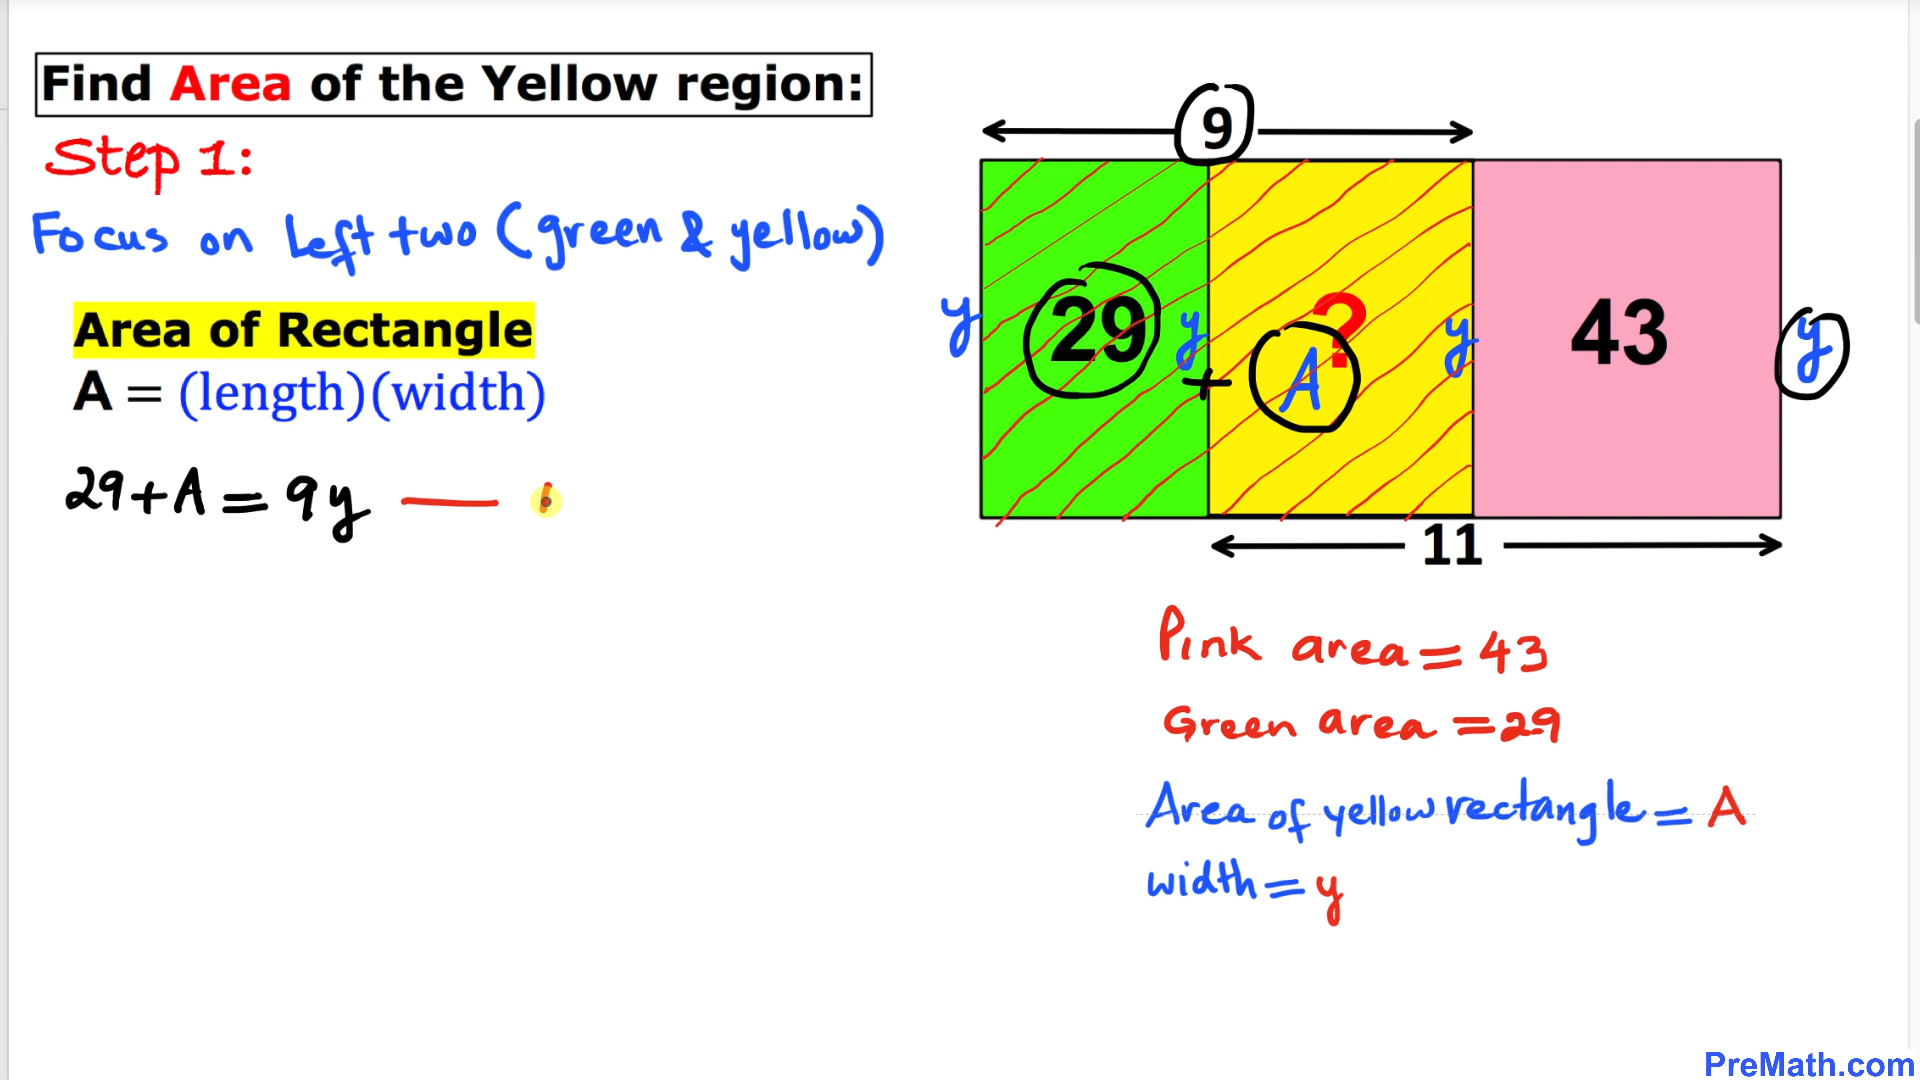 Find Area of the Yellow region:
Step 1:
Focus on Left two (green & yellow)
Area of Rectangle
A = (length)(width)
29+A = 9y —
9
y 29 y + ? A y 43 y
11
Pink area = 43
Green area = 29
Area of yellow rectangle = A
width = y
PreMath.com